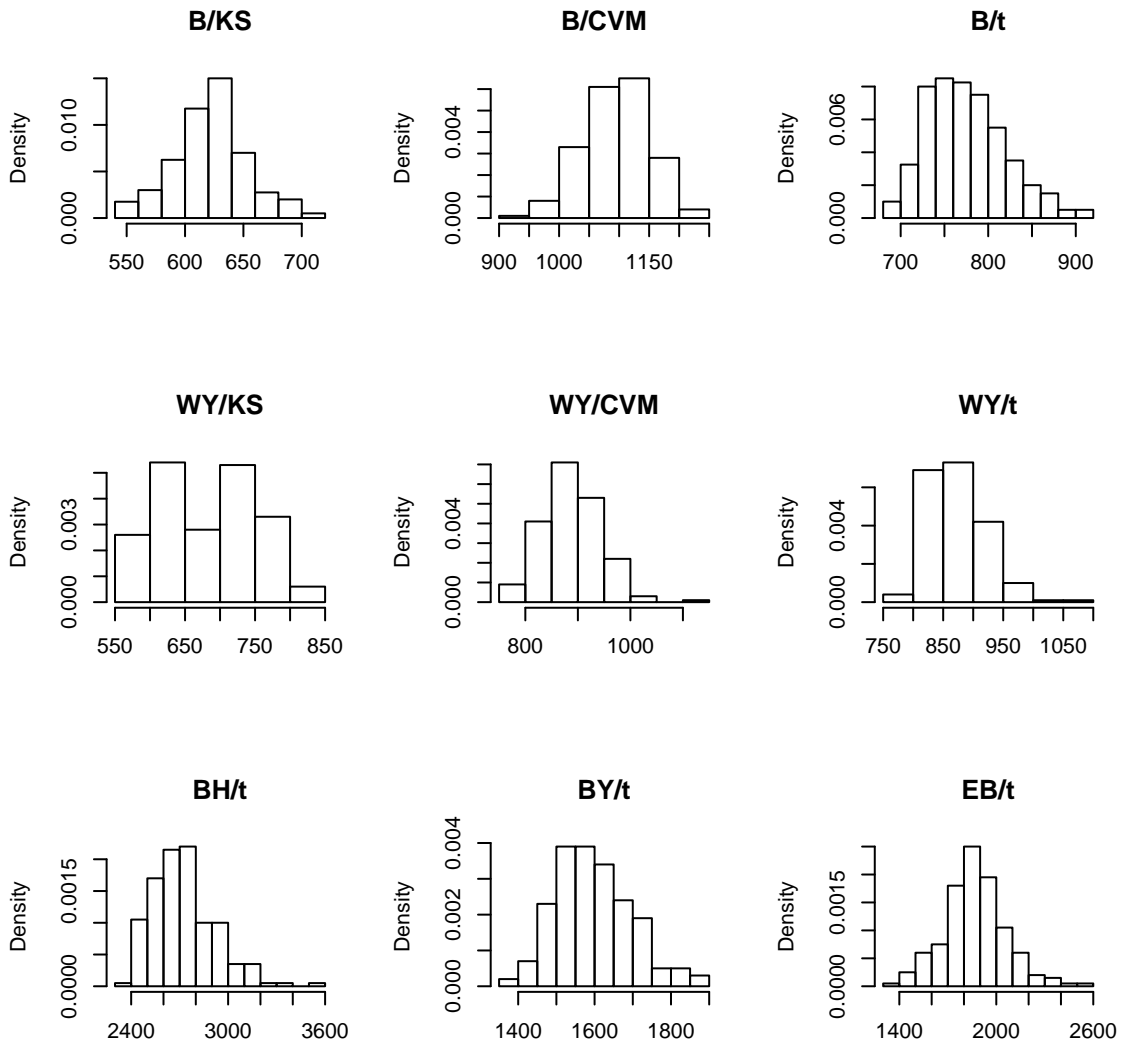 B/KS
Density
0.000 0.010
550 600 650 700
B/CVM
Density
0.000 0.004
900 1000 1150
B/t
Density
0.000 0.006
700 800 900
WY/KS
Density
0.000 0.003
550 650 750 850
WY/CVM
Density
0.000 0.004
800 1000
WY/t
Density
0.000 0.004
750 850 950 1050
BH/t
Density
0.0000 0.0015
2400 3000 3600
BY/t
Density
0.000 0.002 0.004
1400 1600 1800
EB/t
Density
0.0000 0.0015
1400 2000 2600